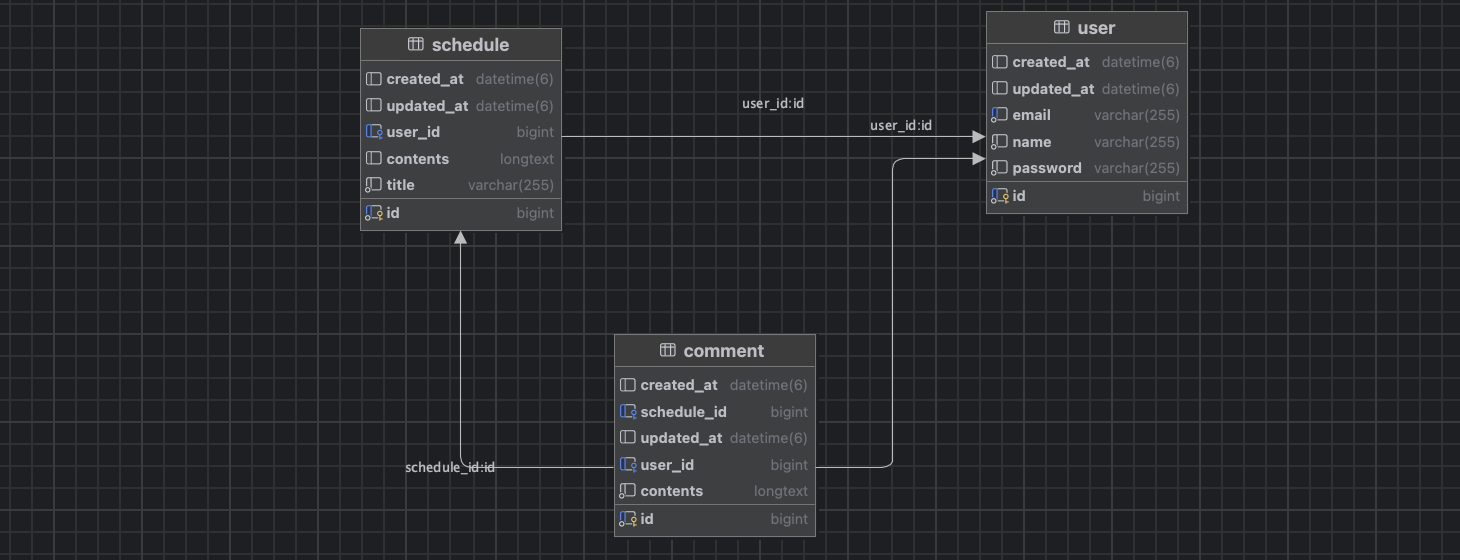 schedule
created_at datetime(6)
updated_at datetime(6)
user_id bigint
contents longtext
title varchar(255)
id bigint
user_id:id
user_id:id
user
created_at datetime(6)
updated_at datetime(6)
email varchar(255)
name varchar(255)
password varchar(255)
id bigint
comment
created_at datetime(6)
schedule_id bigint
updated_at datetime(6)
user_id bigint
contents longtext
id bigint
schedule_id:id